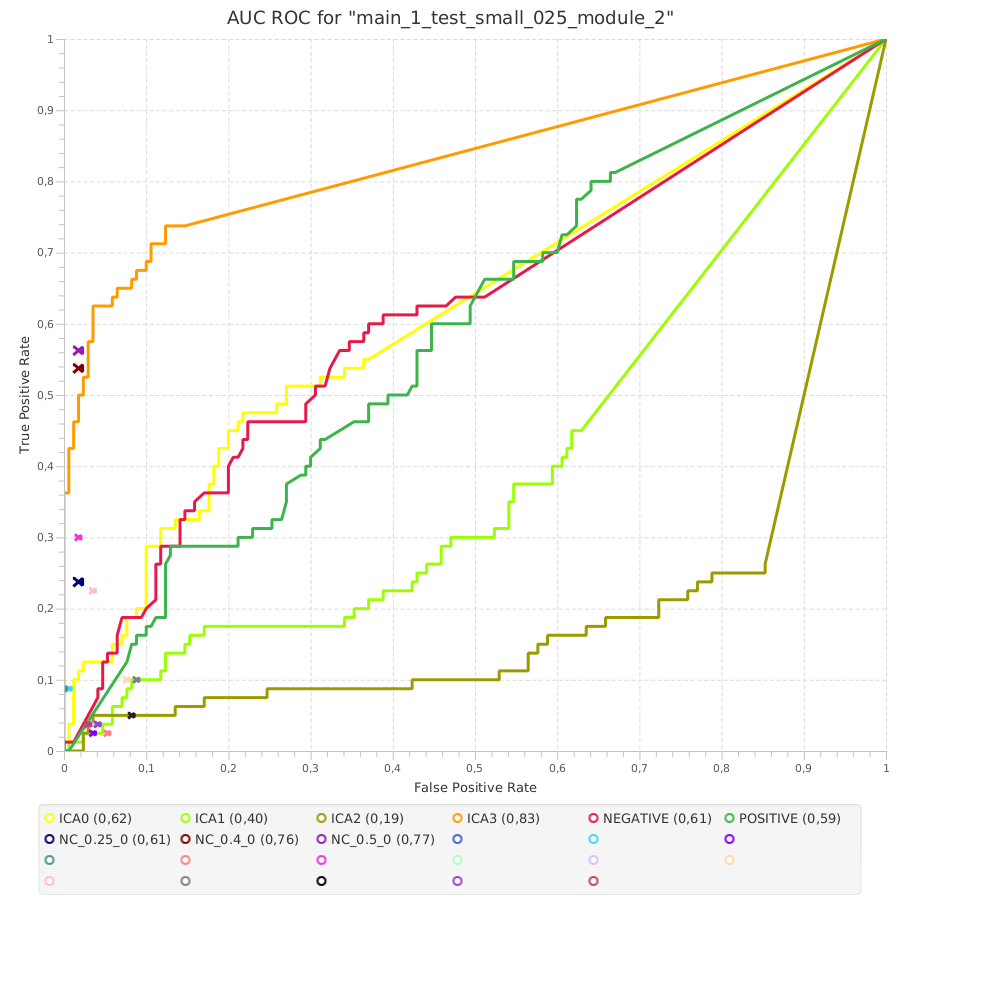 AUC ROC for "main_1_test_small_025_module_2"
1
0,9
0,8
0,7
0,6
0,5
0,4
0,3
0,2
0,1
0
True Positive Rate
0 0,1 0,2 0,3 0,4 0,5 0,6 0,7 0,8 0,9 1
False Positive Rate
ICA0 (0,62) ICA1 (0,40) ICA2 (0,19) ICA3 (0,83) NEGATIVE (0,61) POSITIVE (0,59)
NC_0.25_0 (0,61) NC_0.4_0 (0,76) NC_0.5_0 (0,77)